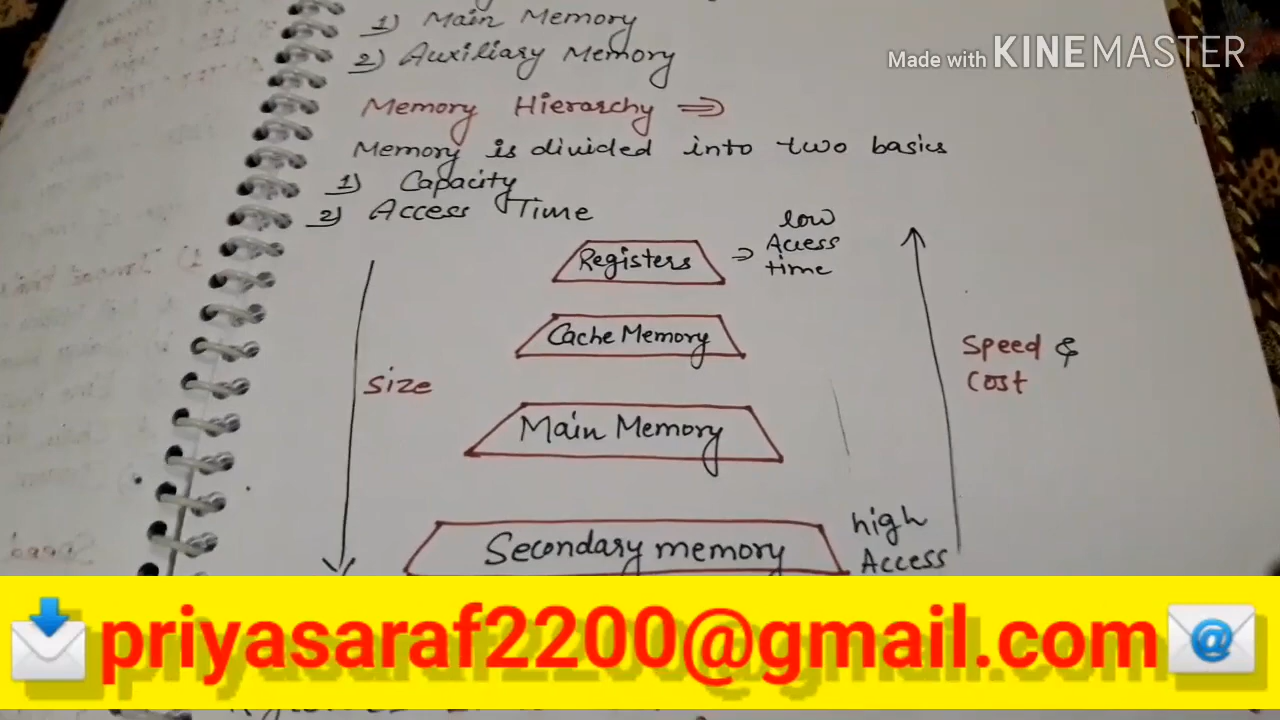 1) Main Memory
2) Auxiliary Memory
Made with KINEMASTER
Memory Hierarchy ⇒
Memory is divided into two basics
1) Capacity
2) Access Time
Registers ⇒ low Access time
Cache Memory
Size
Speed & Cost
Main Memory
Secondary memory
high Access
priyasaraf2200@gmail.com